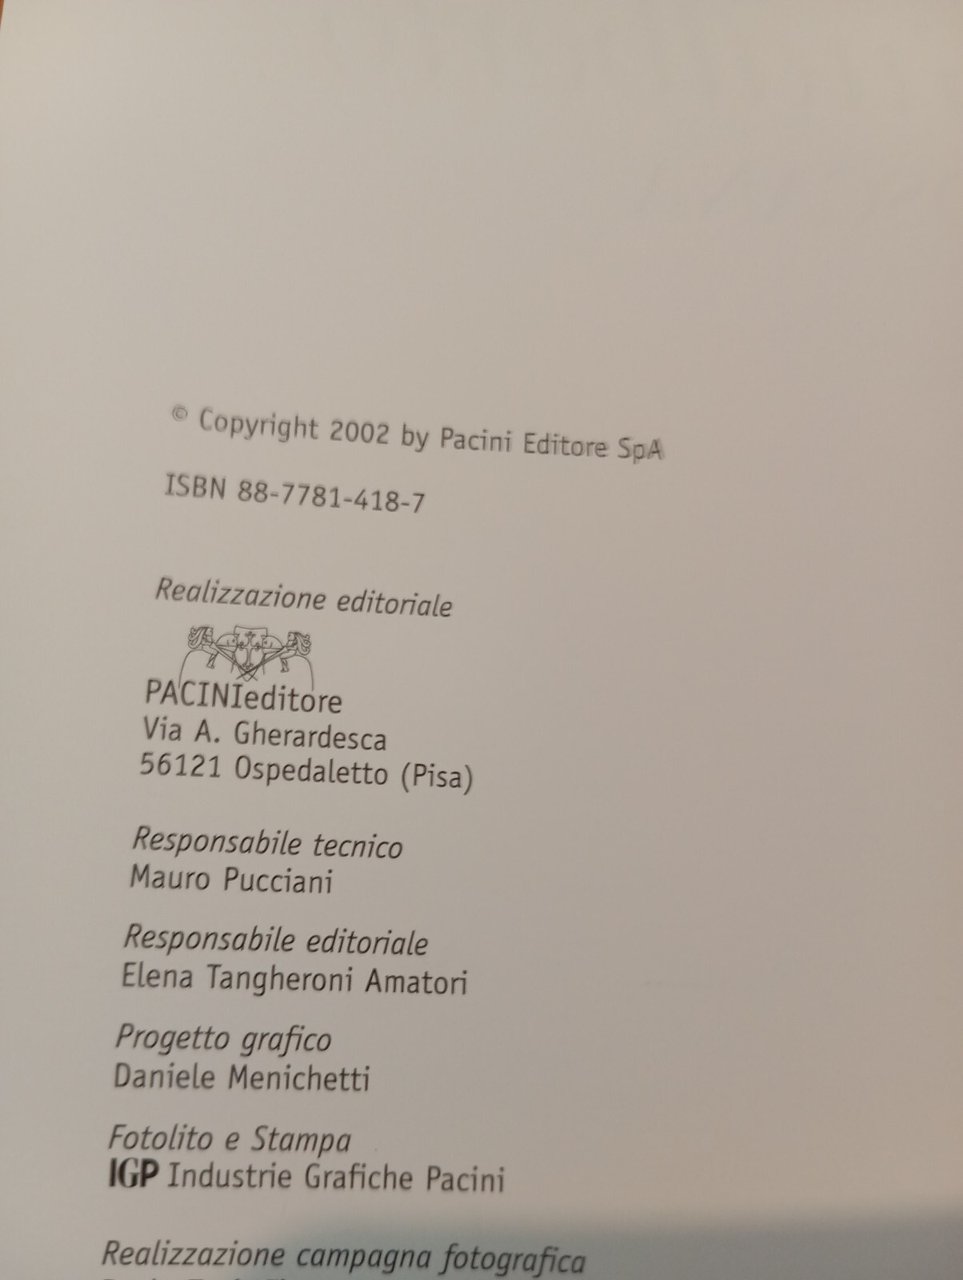 © Copyright 2002 by Pacini Editore SpA
ISBN 88-7781-418-7
Realizzazione editoriale
PACINIeditore
Via A. Gherardesca
56121 Ospedaletto (Pisa)
Responsabile tecnico
Mauro Pucciani
Responsabile editoriale
Elena Tangheroni Amatori
Progetto grafico
Daniele Menichetti
Fotolito e Stampa
IGP Industrie Grafiche Pacini
Realizzazione campagna fotografica